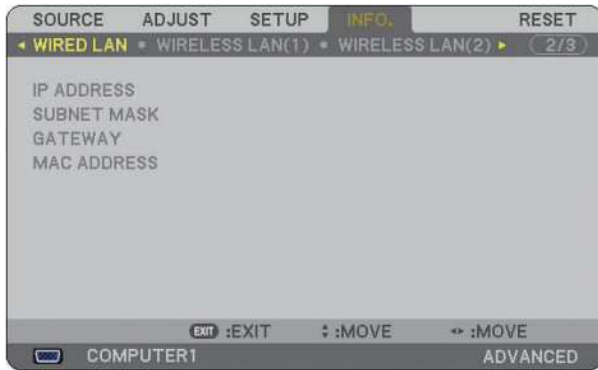 SOURCE ADJUST SETUP INFO. RESET
WIRED LAN • WIRELESS LAN(1) • WIRELESS LAN(2) 2/3
IP ADDRESS
SUBNET MASK
GATEWAY
MAC ADDRESS
EXIT :EXIT :MOVE :MOVE
COMPUTER1 ADVANCED